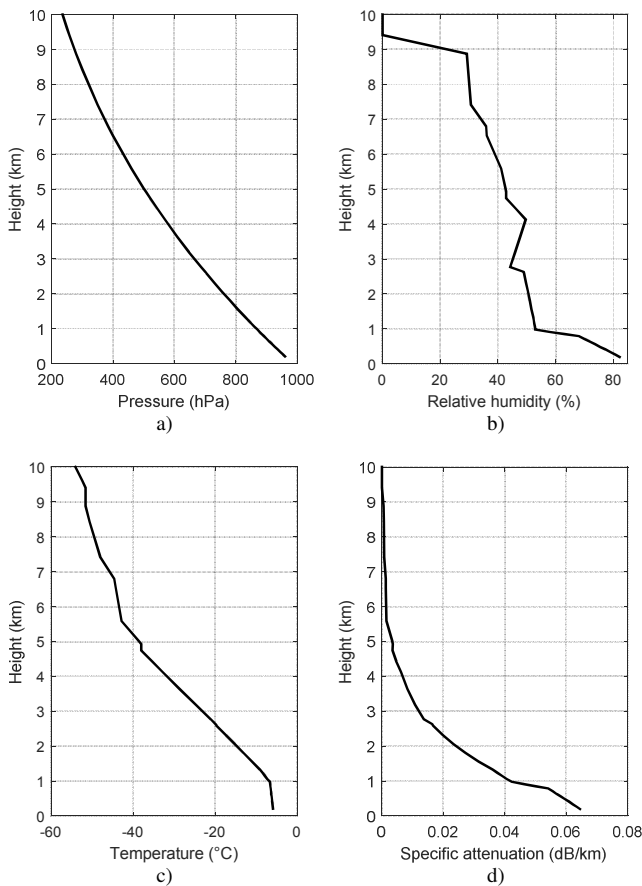 10
9
8
7
6
5
4
3
2
1
0
Height (km)
200 400 600 800 1000
Pressure (hPa)
a)
10
9
8
7
6
5
4
3
2
1
0
Height (km)
0 20 40 60 80
Relative humidity (%)
b)
10
9
8
7
6
5
4
3
2
1
0
Height (km)
-60 -40 -20 0
Temperature (°C)
c)
10
9
8
7
6
5
4
3
2
1
0
Height (km)
0 0.02 0.04 0.06 0.08
Specific attenuation (dB/km)
d)